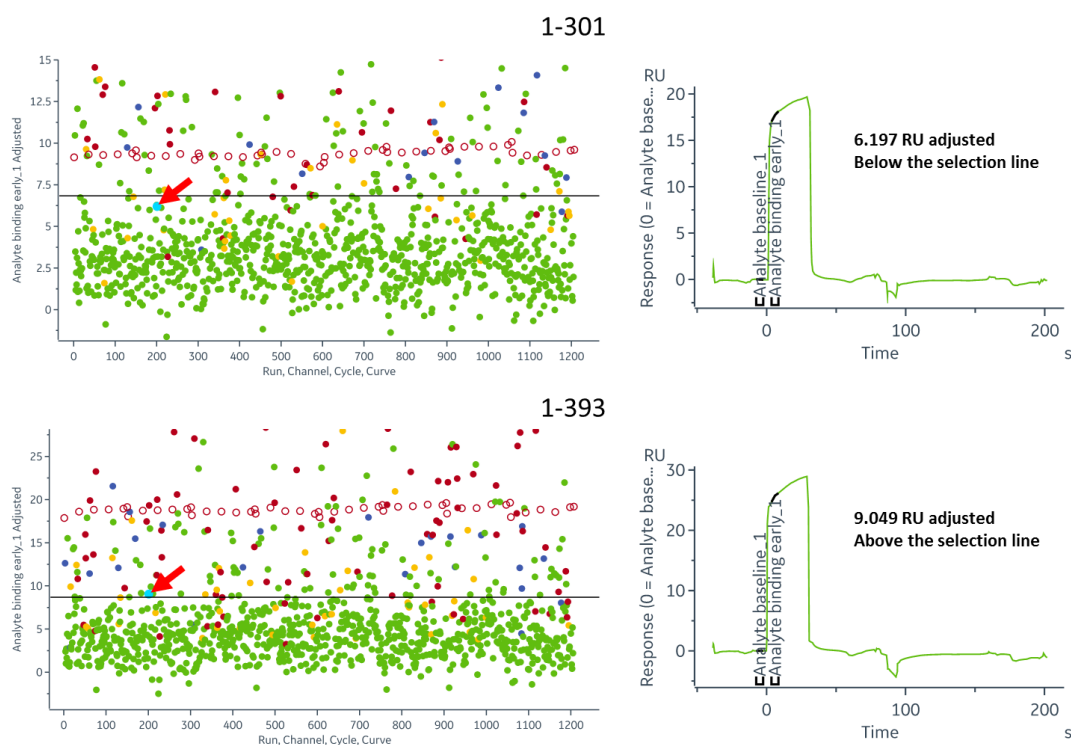 1-301
Analyte binding early_1 Adjusted
15
12.5
10
7.5
5
2.5
0
0 100 200 300 400 500 600 700 800 900 1000 1100 1200
Run, Channel, Cycle, Curve
RU
Response (0 = Analyte base...
20
10
0
Analyte baseline_1
Analyte binding early_1
6.197 RU adjusted
Below the selection line
0 100 200
Time s
1-393
Analyte binding early_1 Adjusted
25
20
15
10
5
0
0 100 200 300 400 500 600 700 800 900 1000 1100 1200
Run, Channel, Cycle, Curve
RU
Response (0 = Analyte base...
30
20
10
0
Analyte baseline_1
Analyte binding early_1
9.049 RU adjusted
Above the selection line
0 100 200
Time s